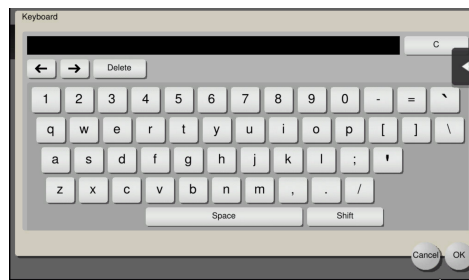 Keyboard
C
← → Delete
1 2 3 4 5 6 7 8 9 0 - = `
q w e r t y u i o p [ ] \
a s d f g h j k l ; '
z x c v b n m , . /
Space Shift
Cancel OK